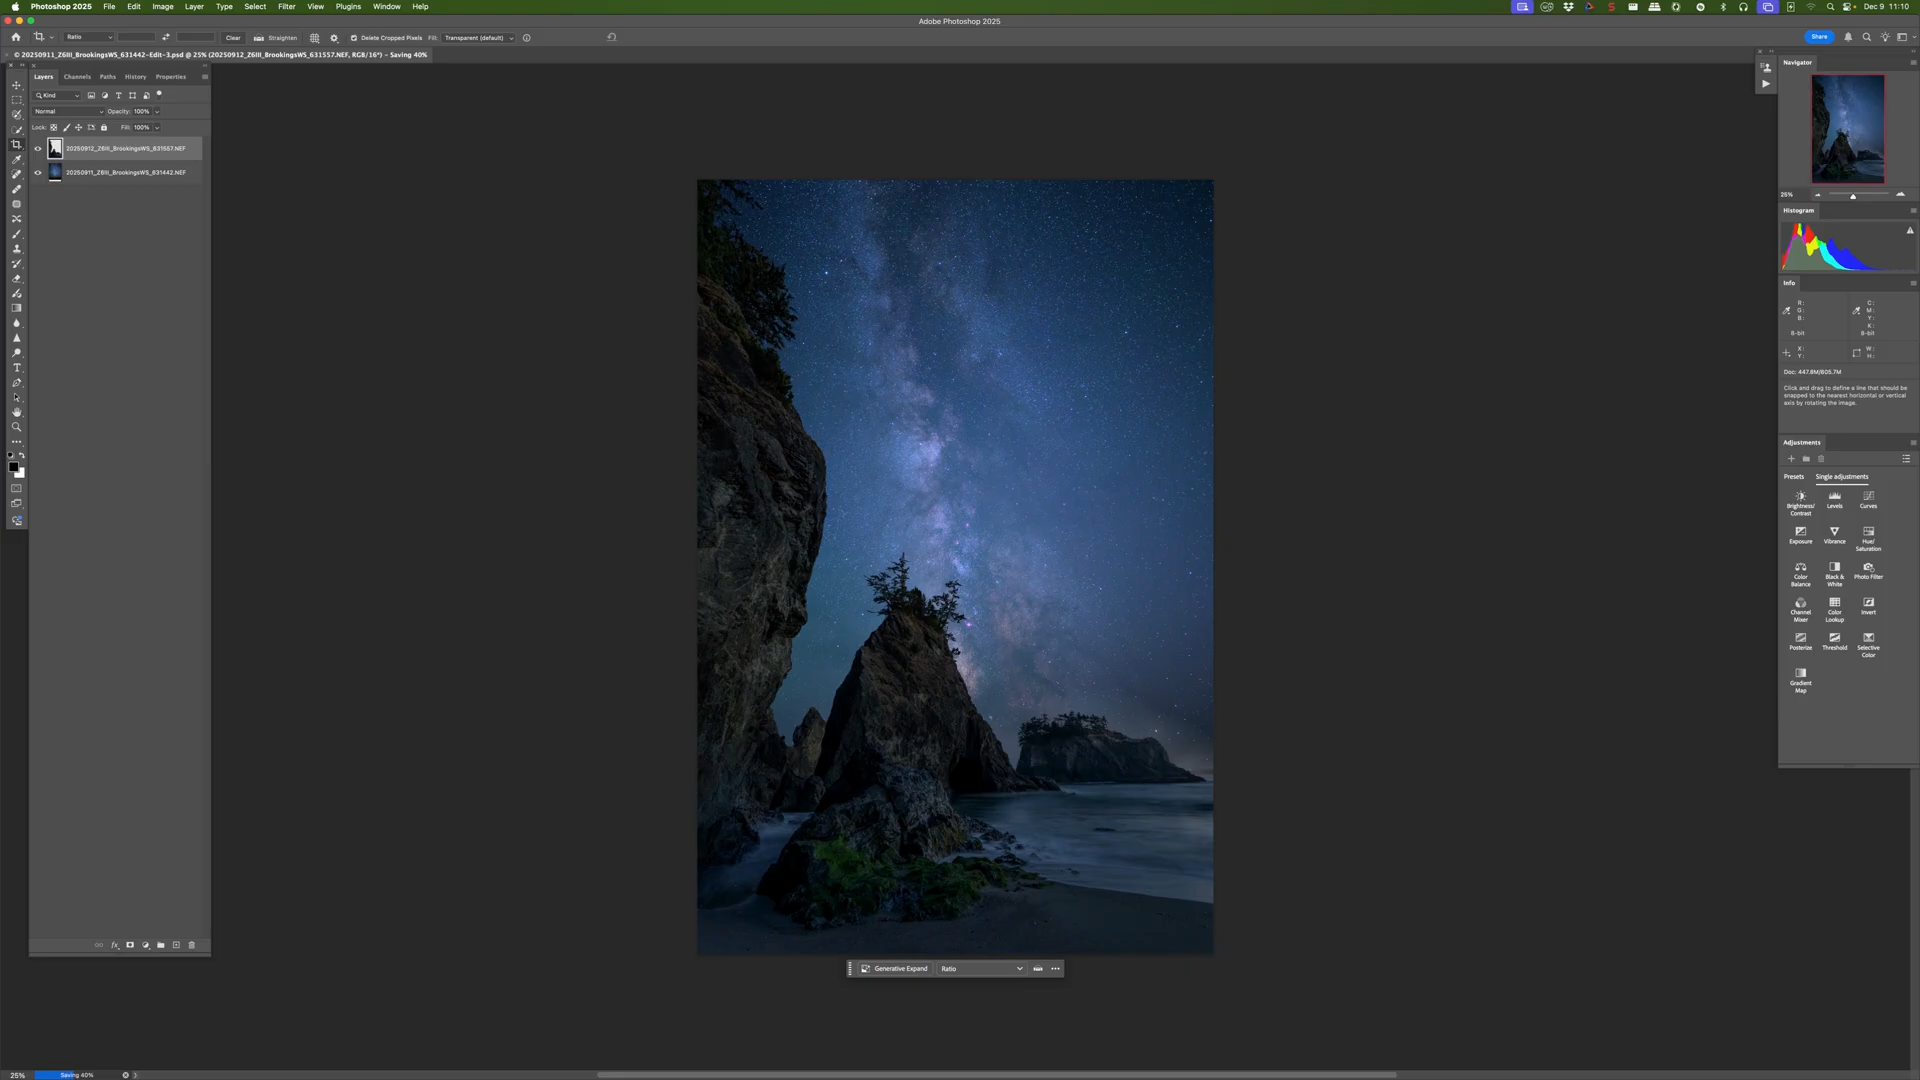 Photoshop 2025 File Edit Image Layer Type Select Filter View Plugins Window Help
Dec 9 11:10
Adobe Photoshop 2025
Ratio Clear Straighten Delete Cropped Pixels Fill: Transparent (default) Share
× © 20250911_Z6III_BrookingsWS_631442-Edit-3.psd @ 25% (20250912_Z6III_BrookingsWS_631557.NEF, RGB/16*) - Saving 40%
Layers Channels Paths History Properties
Kind
Normal Opacity: 100%
Lock: Fill: 100%
20250912_Z6III_BrookingsWS_631557.NEF
20250911_Z6III_BrookingsWS_631442.NEF
fx
Generative Expand Ratio
25% Saving 40%
Navigator
25%
Histogram
Info
R: C:
G: M:
B: Y:
K:
8-bit 8-bit
X: W:
Y: H:
Doc: 447.8M/805.7M
Click and drag to define a line that should be
snapped to the nearest horizontal or vertical
axis by rotating the image.
Adjustments
Presets Single adjustments
Brightness/
Contrast
Levels
Curves
Exposure
Vibrance
Hue/
Saturation
Color
Balance
Black &
White
Photo Filter
Channel
Mixer
Color
Lookup
Invert
Posterize
Threshold
Selective
Color
Gradient
Map